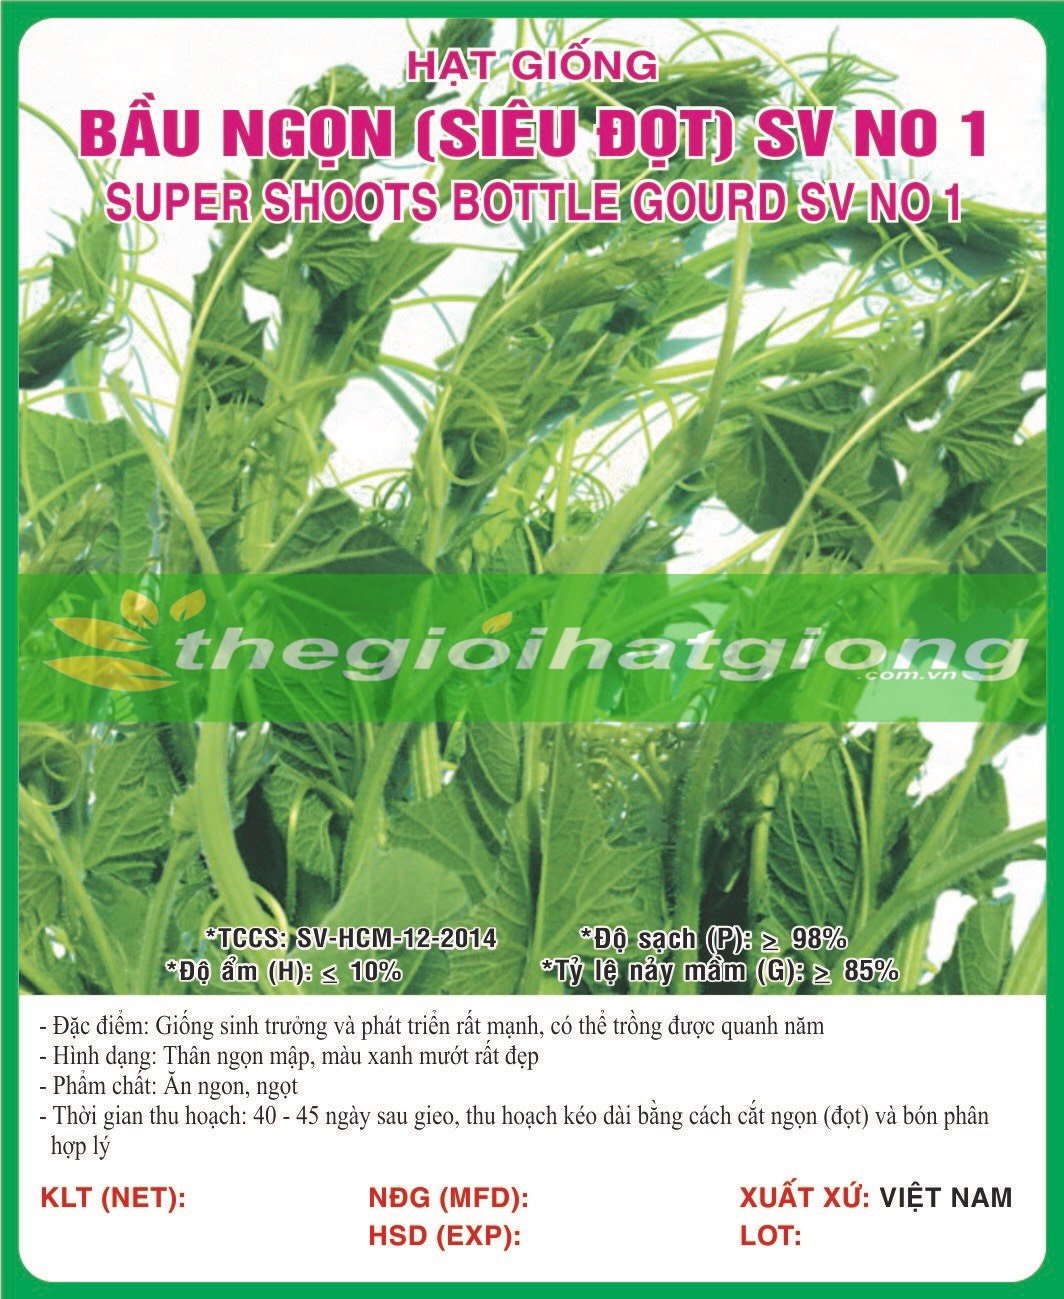 HẠT GIỐNG
BẦU NGỌN (SIÊU ĐỌT) SV NO 1
SUPER SHOOTS BOTTLE GOURD SV NO 1
thegioihatgiong
.com.vn
*TCCS: SV-HCM-12-2014 *Độ sạch (P): ≥ 98%
*Độ ẩm (H): ≤ 10% *Tỷ lệ nảy mầm (G): ≥ 85%
- Đặc điểm: Giống sinh trưởng và phát triển rất mạnh, có thể trồng được quanh năm
- Hình dạng: Thân ngọn mập, màu xanh mướt rất đẹp
- Phẩm chất: Ăn ngon, ngọt
- Thời gian thu hoạch: 40 - 45 ngày sau gieo, thu hoạch kéo dài bằng cách cắt ngọn (đọt) và bón phân
hợp lý
KLT (NET): NĐG (MFD): XUẤT XỨ: VIỆT NAM
HSD (EXP): LOT: